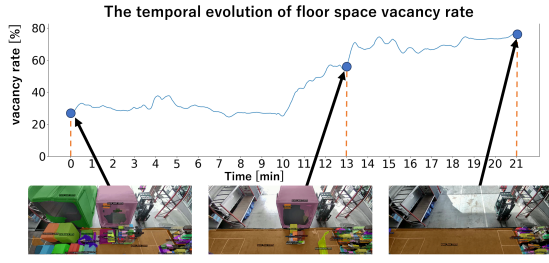 The temporal evolution of floor space vacancy rate
vacancy rate [%]
80
60
40
20
0
0 1 2 3 4 5 6 7 8 9 10 11 12 13 14 15 16 17 18 19 20 21
Time [min]